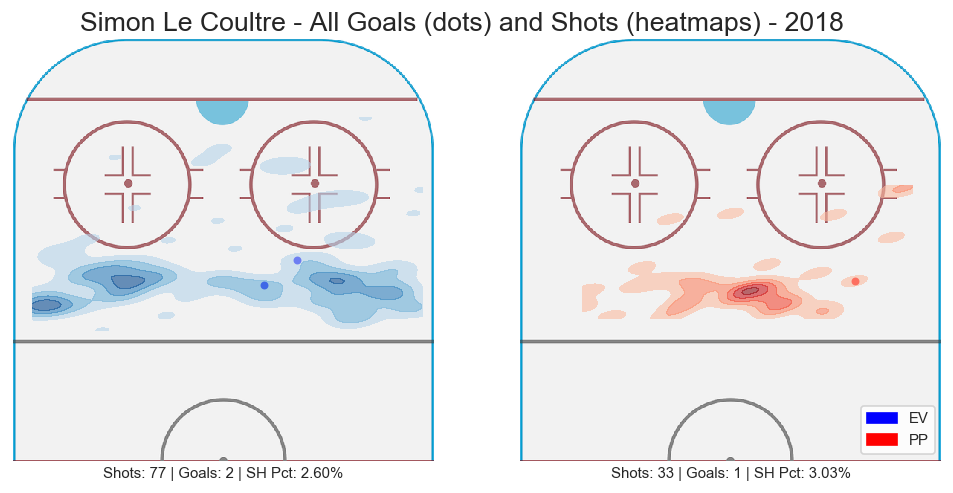 Simon Le Coultre - All Goals (dots) and Shots (heatmaps) - 2018
EV
PP
Shots: 77 | Goals: 2 | SH Pct: 2.60%
Shots: 33 | Goals: 1 | SH Pct: 3.03%